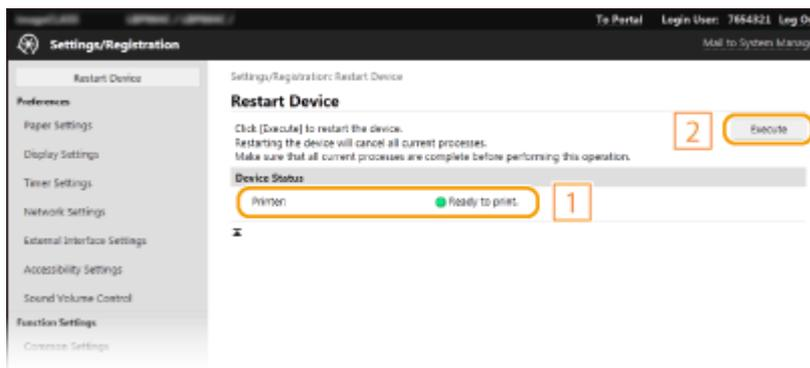 To Portal Login User: 7654321 Log O
Settings/Registration
Mail to System Manag
Restart Device
Settings/Registration: Restart Device
Preferences
Restart Device
Paper Settings
Click [Execute] to restart the device.
2
Execute
Restarting the device will cancel all current processes.
Display Settings
Make sure that all current processes are complete before performing this operation.
Device Status
Timer Settings
Printer:
Ready to print.
1
Network Settings
External Interface Settings
Accessibility Settings
Sound Volume Control
Function Settings
Common Settings